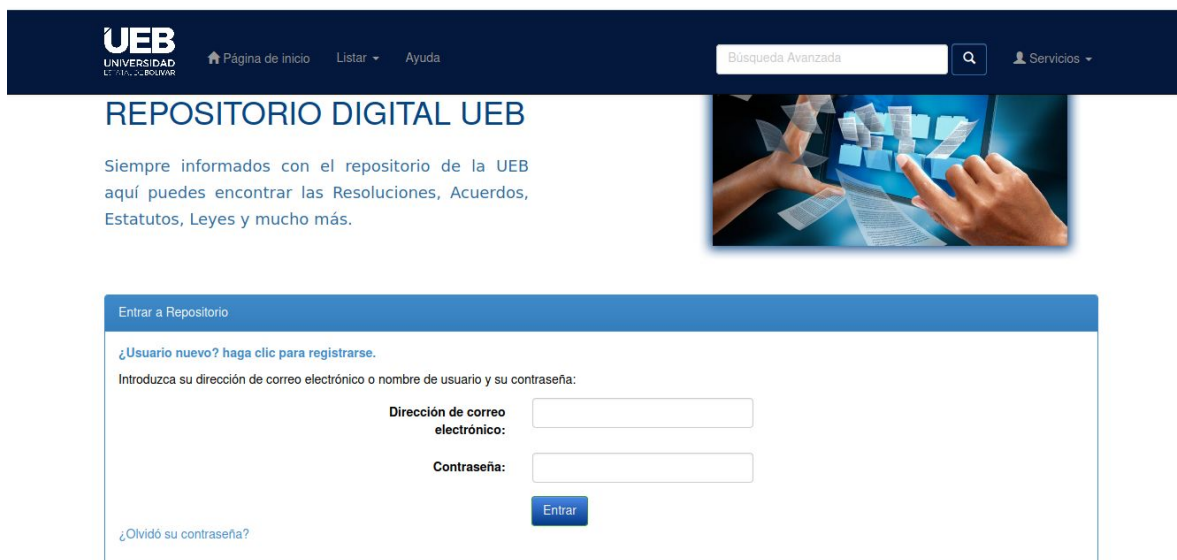 UEB
UNIVERSIDAD
Página de inicio Listar Ayuda Búsqueda Avanzada Servicios
REPOSITORIO DIGITAL UEB
Siempre informados con el repositorio de la UEB
aquí puedes encontrar las Resoluciones, Acuerdos,
Estatutos, Leyes y mucho más.
Entrar a Repositorio
¿Usuario nuevo? haga clic para registrarse.
Introduzca su dirección de correo electrónico o nombre de usuario y su contraseña:
Dirección de correo
electrónico:
Contraseña:
Entrar
¿Olvidó su contraseña?